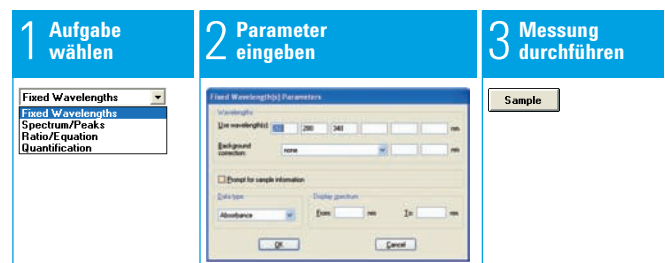 1 Aufgabe wählen
2 Parameter eingeben
3 Messung durchführen
Fixed Wavelengths
Fixed Wavelengths
Spectrum/Peaks
Ratio/Equation
Quantification
Fixed Wavelength(s) Parameters
Wavelengths
Use wavelength(s): 280 340 nm
Background correction: none nm
Prompt for sample information
Data type
Absorbance
Display spectrum
From: nm To: nm
OK Cancel
Sample